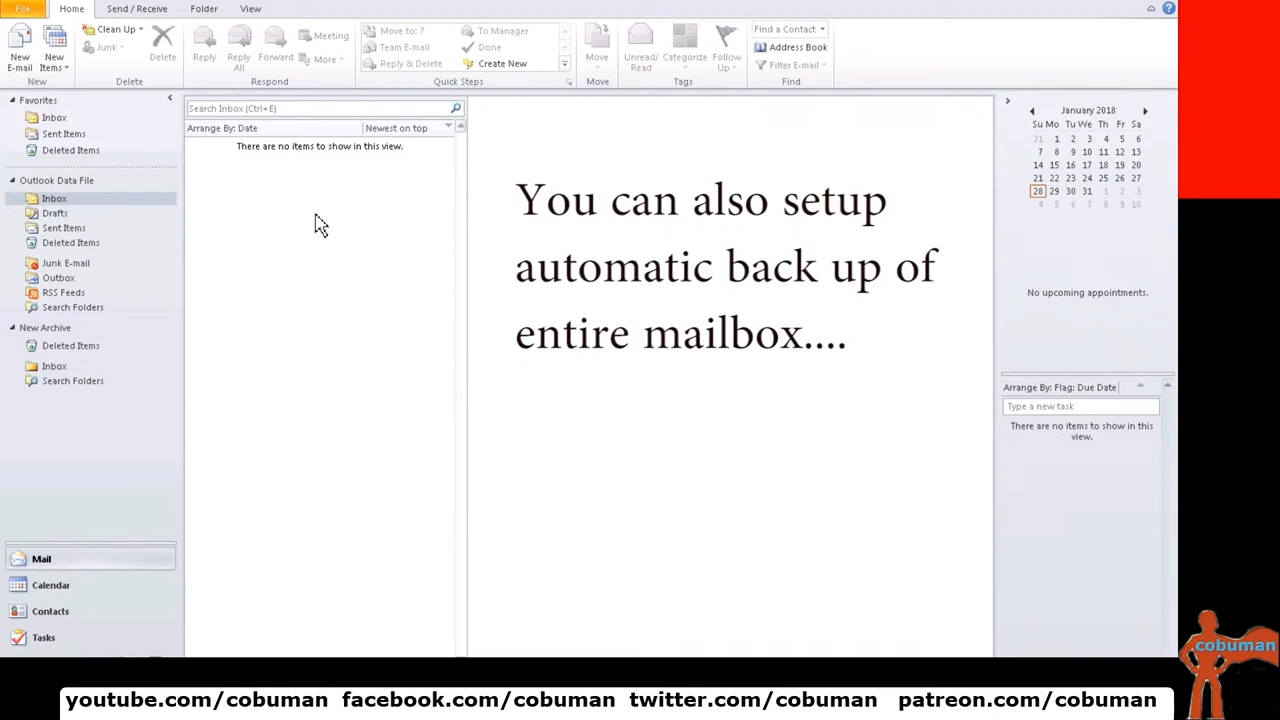 File Home Send / Receive Folder View
New E-mail New Items
Clean Up Junk Delete
Reply Reply All Forward Meeting More
Move to: ? To Manager
Team E-mail Done
Reply & Delete Create New
Move Unread/ Read Categorize Follow Up
Find a Contact
Address Book
Filter E-mail
New Delete Respond Quick Steps Move Tags Find
Favorites
Inbox
Sent Items
Deleted Items
Outlook Data File
Inbox
Drafts
Sent Items
Deleted Items
Junk E-mail
Outbox
RSS Feeds
Search Folders
New Archive
Deleted Items
Inbox
Search Folders
Mail
Calendar
Contacts
Tasks
Search Inbox (Ctrl+E)
Arrange By: Date Newest on top
There are no items to show in this view.
You can also setup
automatic back up of
entire mailbox....
January 2018
Su Mo Tu We Th Fr Sa
31 1 2 3 4 5 6
7 8 9 10 11 12 13
14 15 16 17 18 19 20
21 22 23 24 25 26 27
28 29 30 31 1 2 3
4 5 6 7 8 9 10
No upcoming appointments.
Arrange By: Flag: Due Date
Type a new task
There are no items to show in this
view.
cobuman
youtube.com/cobuman facebook.com/cobuman twitter.com/cobuman patreon.com/cobuman